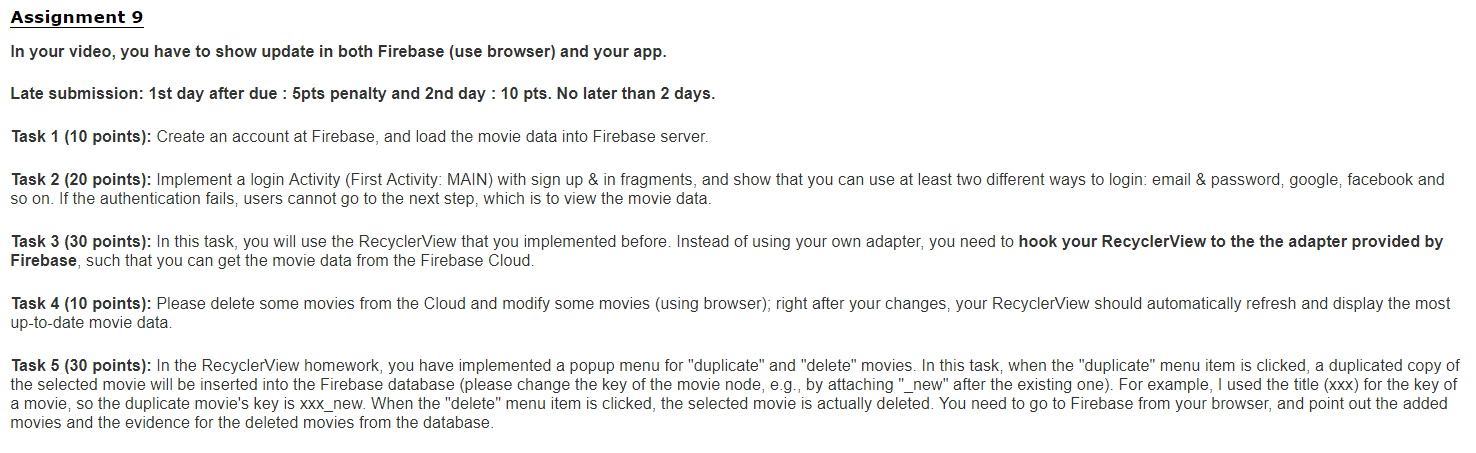 Assignment 9
In your video, you have to show update in both Firebase (use browser) and your app.
Late submission: 1st day after due : 5pts penalty and 2nd day : 10 pts. No later than 2 days.
Task 1 (10 points): Create an account at Firebase, and load the movie data into Firebase server.
Task 2 (20 points): Implement a login Activity (First Activity: MAIN) with sign up & in fragments, and show that you can use at least two different ways to login: email & password, google, facebook and
so on. If the authentication fails, users cannot go to the next step, which is to view the movie data.
Task 3 (30 points): In this task, you will use the RecyclerView that you implemented before. Instead of using your own adapter, you need to hook your RecyclerView to the the adapter provided by
Firebase, such that you can get the movie data from the Firebase Cloud.
Task 4 (10 points): Please delete some movies from the Cloud and modify some movies (using browser); right after your changes, your RecyclerView should automatically refresh and display the most
up-to-date movie data.
Task 5 (30 points): In the RecyclerView homework, you have implemented a popup menu for "duplicate" and "delete" movies. In this task, when the "duplicate" menu item is clicked, a duplicated copy of
the selected movie will be inserted into the Firebase database (please change the key of the movie node, e.g., by attaching "_new" after the existing one). For example, I used the title (xxx) for the key of
a movie, so the duplicate movie's key is xxx_new. When the "delete" menu item is clicked, the selected movie is actually deleted. You need to go to Firebase from your browser, and point out the added
movies and the evidence for the deleted movies from the database.